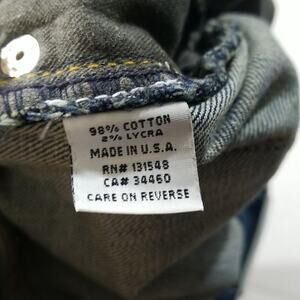 98% COTTON
2% LYCRA
MADE IN U.S.A.
RN# 131548
CA# 34460
CARE ON REVERSE